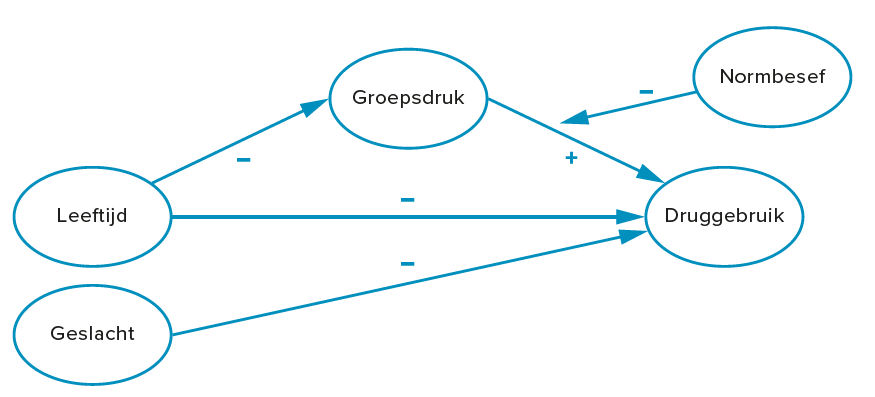 Normbesef
Groepsdruk
−
−
+
Leeftijd
−
Druggebruik
−
Geslacht